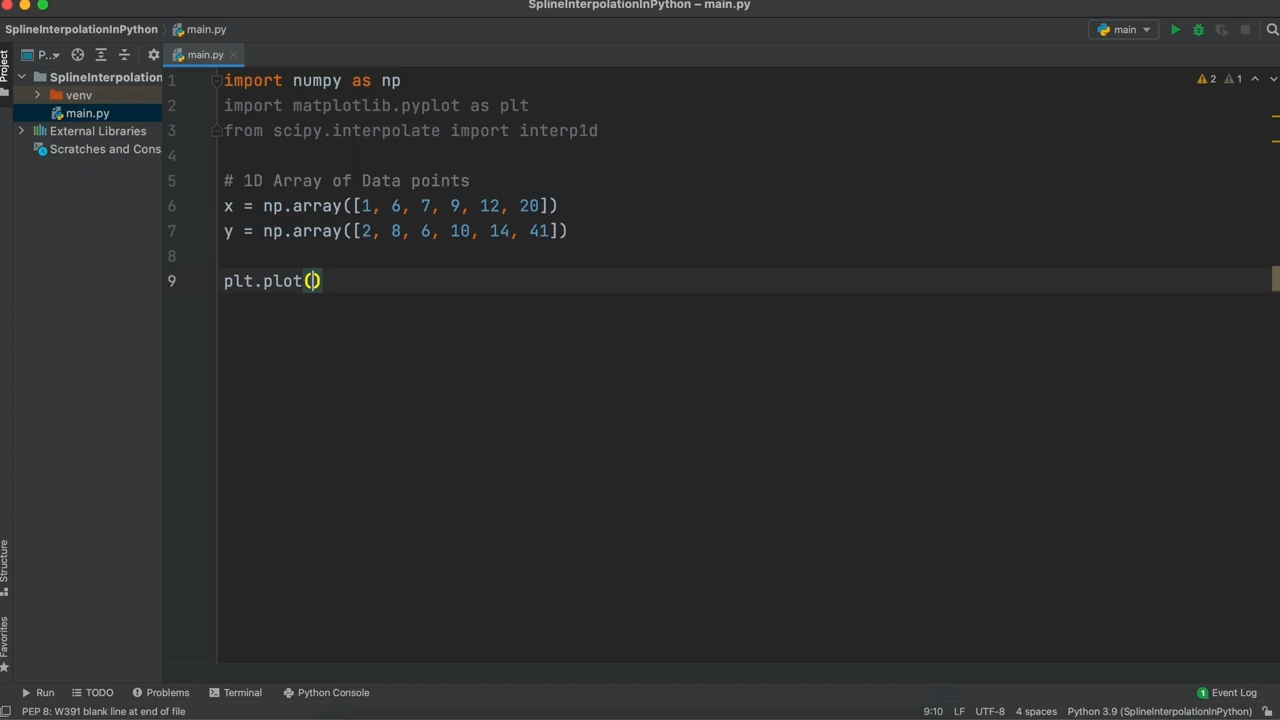 SplineInterpolationInPython – main.py
SplineInterpolationInPython main.py
main
Project
P..
main.py
SplineInterpolation
venv
main.py
External Libraries
Scratches and Cons
1 import numpy as np
2 import matplotlib.pyplot as plt
3 from scipy.interpolate import interp1d
4
5 # 1D Array of Data points
6 x = np.array([1, 6, 7, 9, 12, 20])
7 y = np.array([2, 8, 6, 10, 14, 41])
8
9 plt.plot()
2 1
Structure
Favorites
Run TODO Problems Terminal Python Console 1 Event Log
PEP 8: W391 blank line at end of file 9:10 LF UTF-8 4 spaces Python 3.9 (SplineInterpolationInPython)